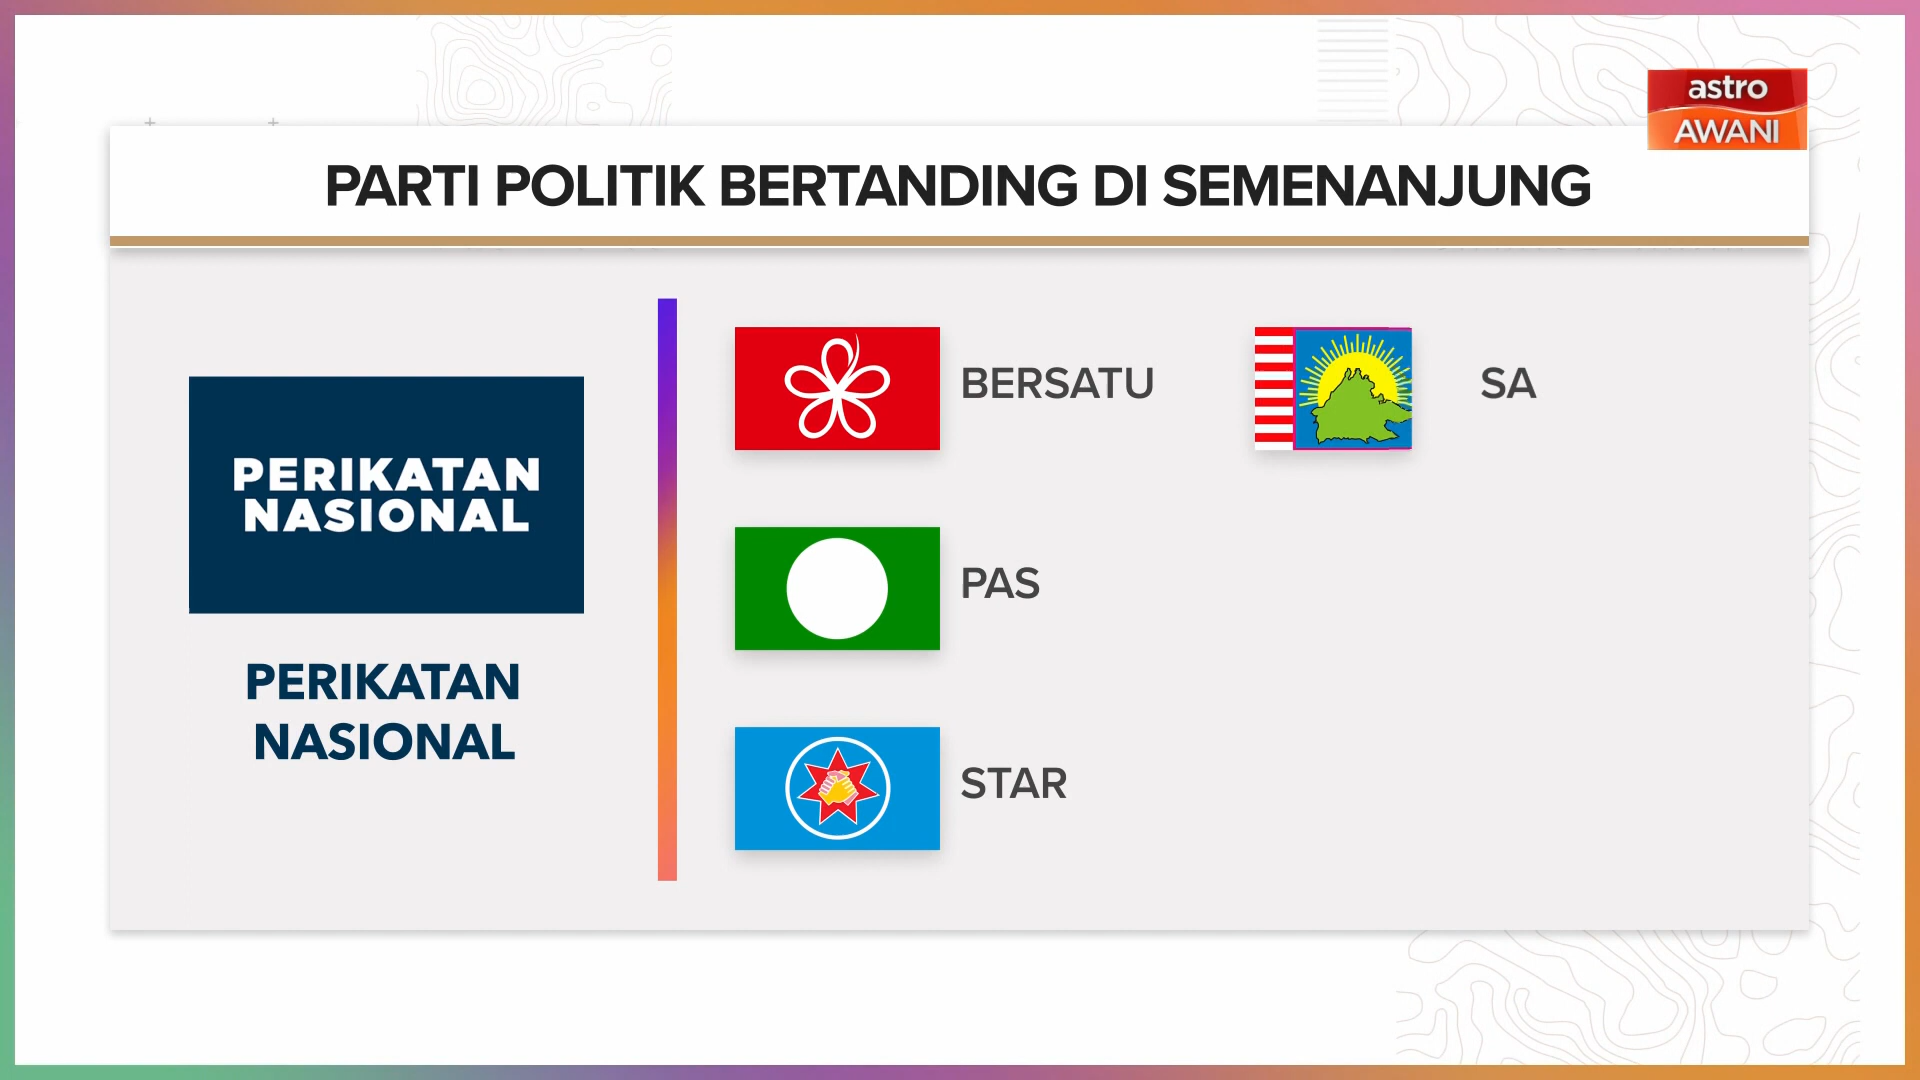 astro
AWANI
PARTI POLITIK BERTANDING DI SEMENANJUNG
PERIKATAN
NASIONAL
PERIKATAN
NASIONAL
BERSATU
SA
PAS
STAR